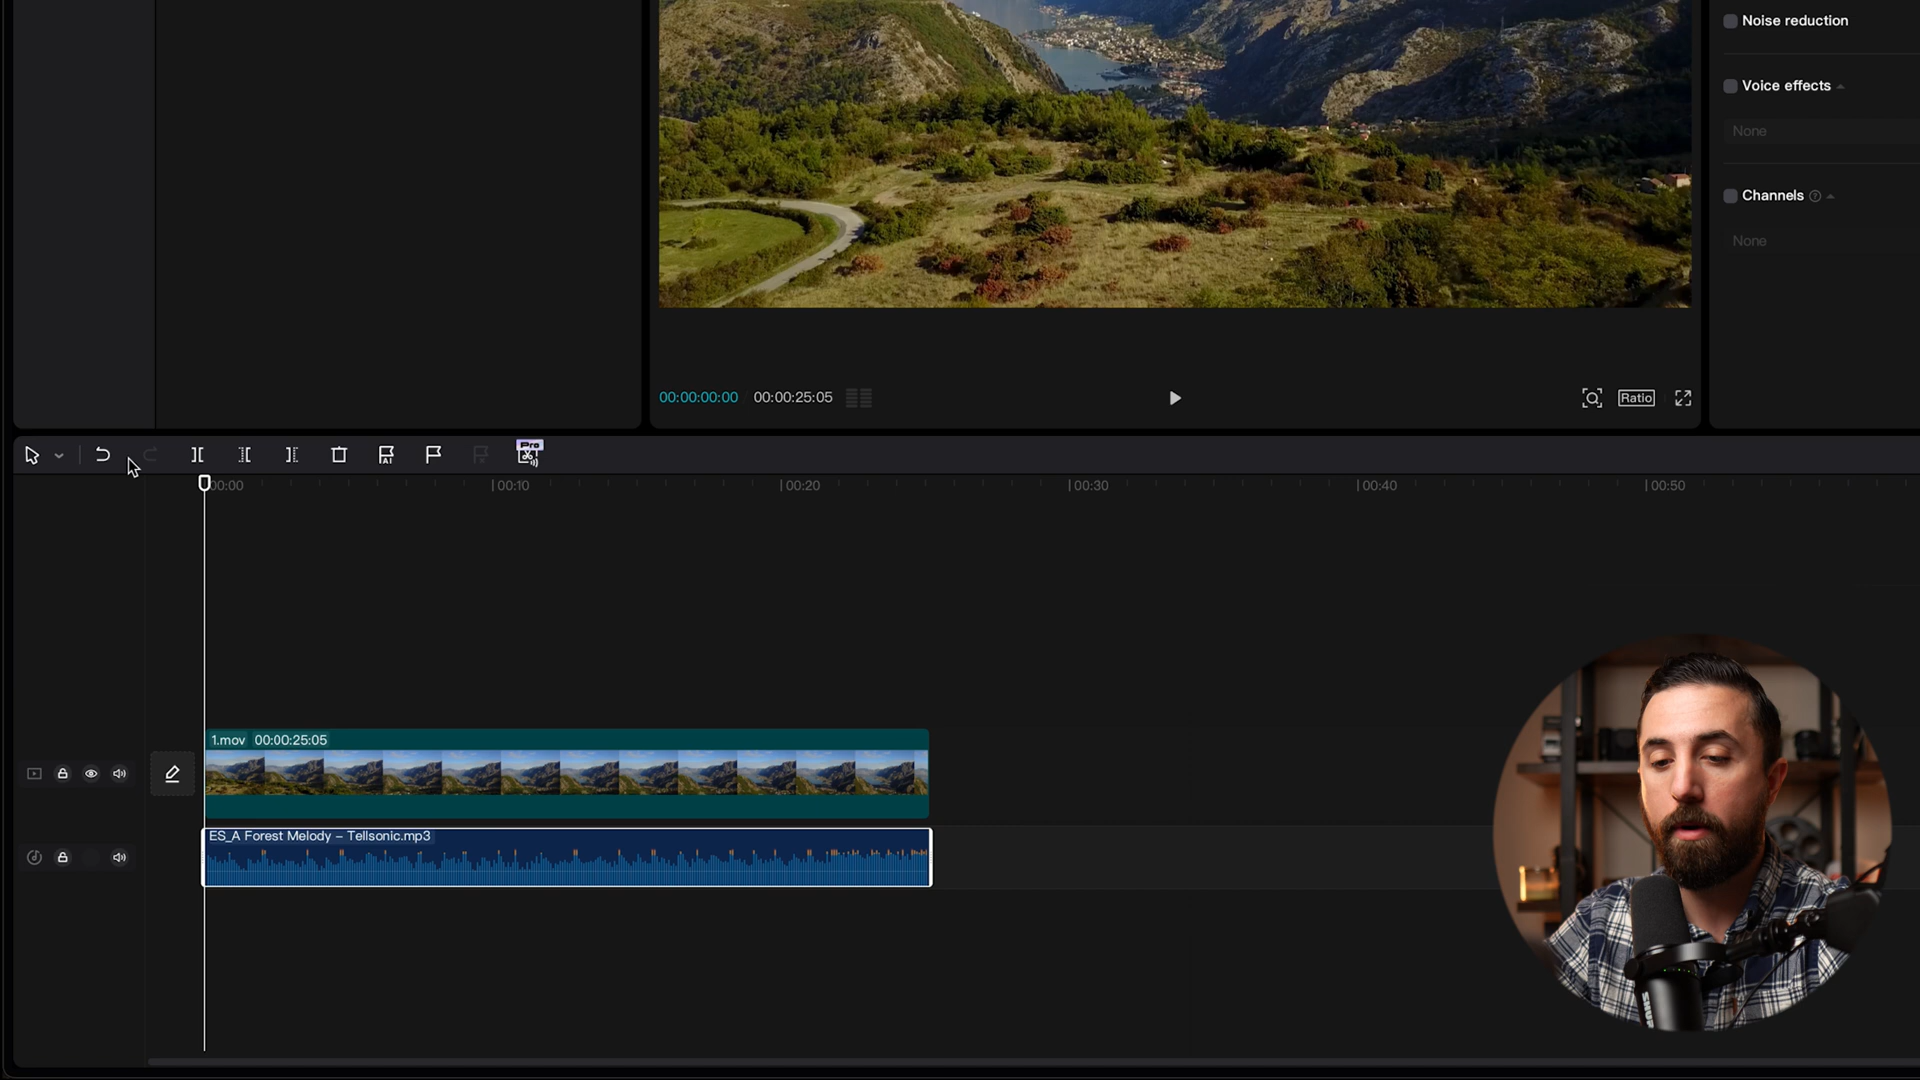 Noise reduction
Voice effects
None
Channels
None
00:00:00:00 00:00:25:05
Ratio
Pro
AI
00:00 00:10 00:20 00:30 00:40 00:50
1.mov 00:00:25:05
ES_A Forest Melody – Tellsonic.mp3